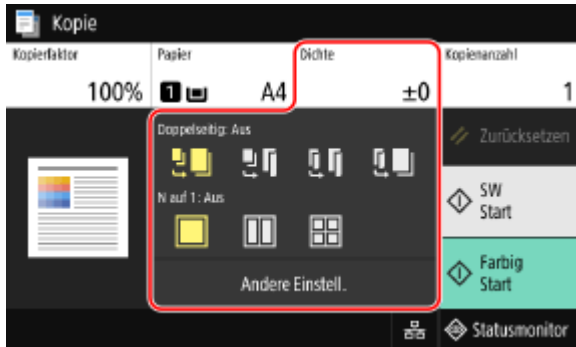 Kopie
Kopierfaktor
100%
Papier
1 A4
Dichte
±0
Kopienanzahl
1
Doppelseitig: Aus
N auf 1: Aus
Andere Einstell.
Zurücksetzen
SW
Start
Farbig
Start
Statusmonitor